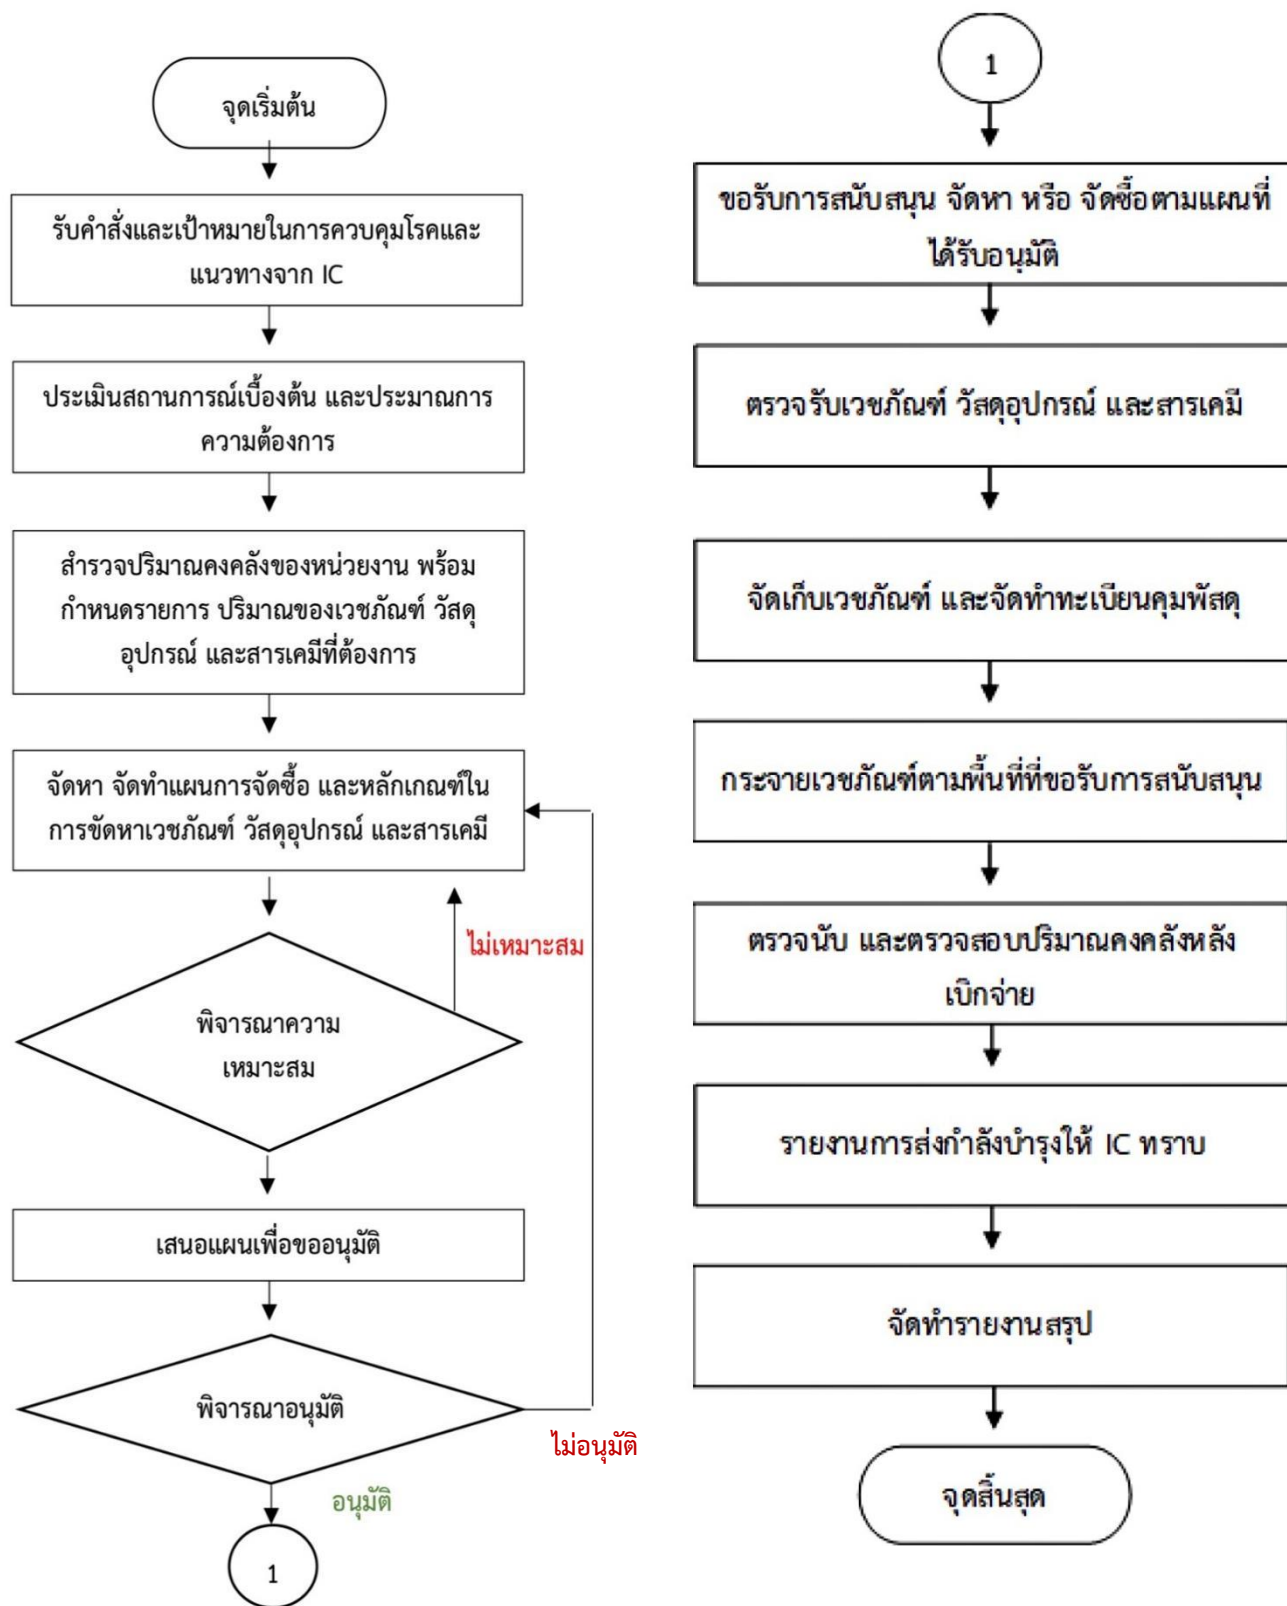 จุดเริ่มต้น
รับคำสั่งและเป้าหมายในการควบคุมโรคและ
แนวทางจาก IC
ประเมินสถานการณ์เบื้องต้น และประมาณการ
ความต้องการ
สำรวจปริมาณคงคลังของหน่วยงาน พร้อม
กำหนดรายการ ปริมาณของเวชภัณฑ์ วัสดุ
อุปกรณ์ และสารเคมีที่ต้องการ
จัดหา จัดทำแผนการจัดซื้อ และหลักเกณฑ์ใน
การขัดหาเวชภัณฑ์ วัสดุอุปกรณ์ และสารเคมี
ไม่เหมาะสม
พิจารณาความ
เหมาะสม
เสนอแผนเพื่อขออนุมัติ
พิจารณาอนุมัติ
ไม่อนุมัติ
อนุมัติ
1
1
ขอรับการสนับสนุน จัดหา หรือ จัดซื้อตามแผนที่
ได้รับอนุมัติ
ตรวจรับเวชภัณฑ์ วัสดุอุปกรณ์ และสารเคมี
จัดเก็บเวชภัณฑ์ และจัดทำทะเบียนคุมพัสดุ
กระจายเวชภัณฑ์ตามพื้นที่ที่ขอรับการสนับสนุน
ตรวจนับ และตรวจสอบปริมาณคงคลังหลัง
เบิกจ่าย
รายงานการส่งกำลังบำรุงให้ IC ทราบ
จัดทำรายงานสรุป
จุดสิ้นสุด